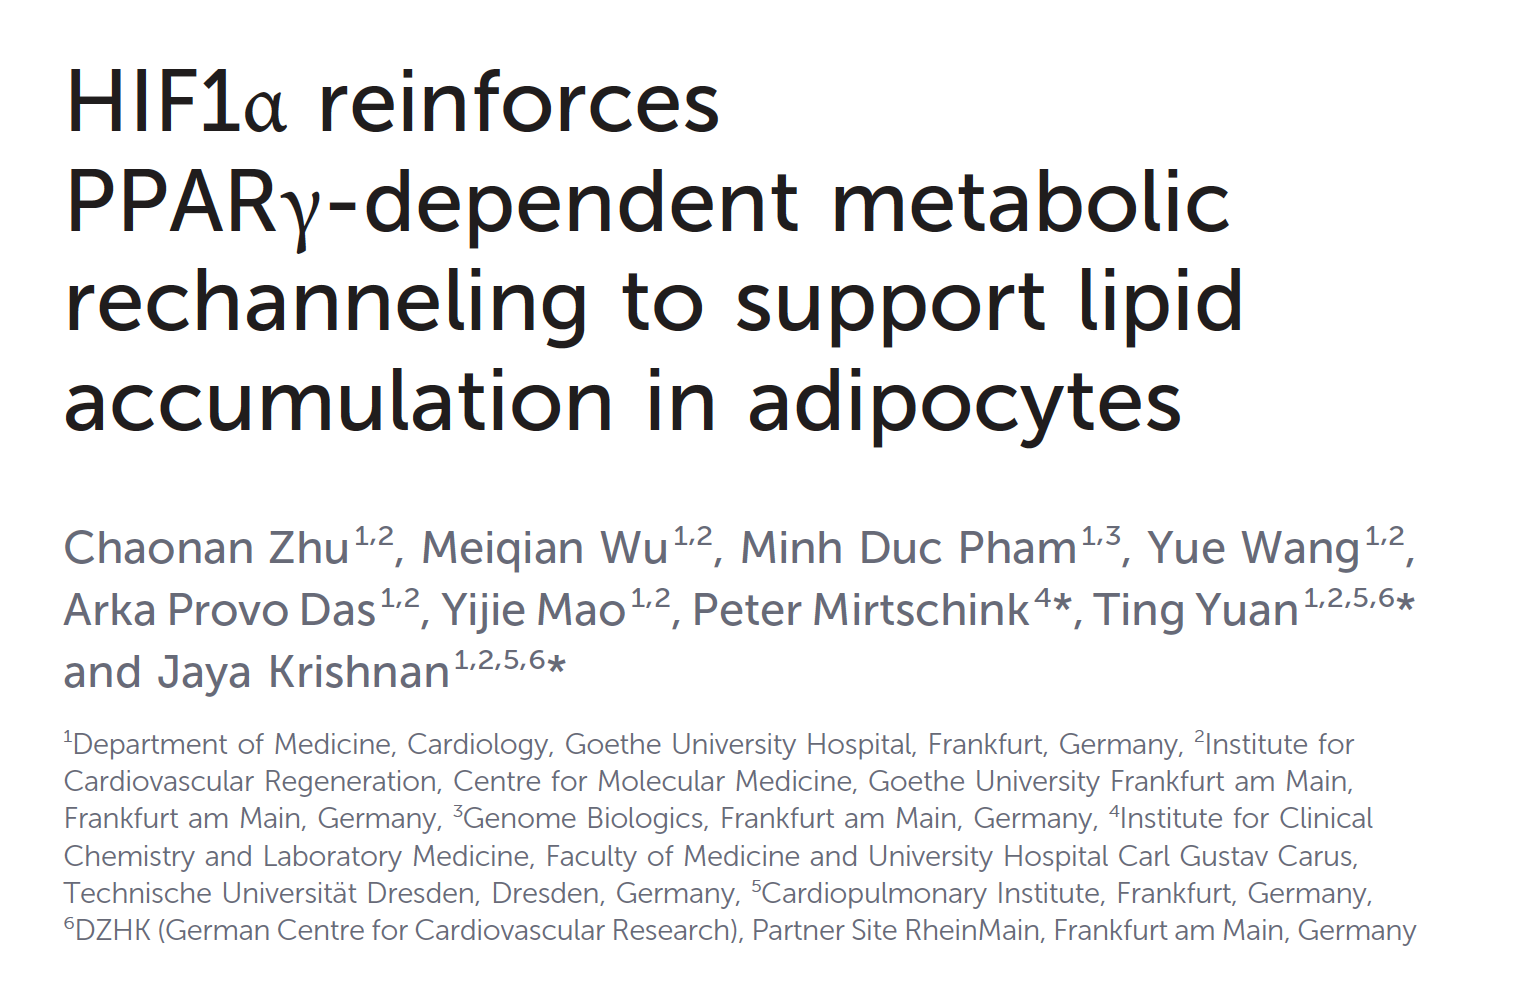 HIF1α reinforces
PPARγ-dependent metabolic
rechanneling to support lipid
accumulation in adipocytes
Chaonan Zhu1,2, Meiqian Wu1,2, Minh Duc Pham1,3, Yue Wang1,2,
Arka Provo Das1,2, Yijie Mao1,2, Peter Mirtschink4*, Ting Yuan1,2,5,6*
and Jaya Krishnan1,2,5,6*
1Department of Medicine, Cardiology, Goethe University Hospital, Frankfurt, Germany, 2Institute for
Cardiovascular Regeneration, Centre for Molecular Medicine, Goethe University Frankfurt am Main,
Frankfurt am Main, Germany, 3Genome Biologics, Frankfurt am Main, Germany, 4Institute for Clinical
Chemistry and Laboratory Medicine, Faculty of Medicine and University Hospital Carl Gustav Carus,
Technische Universität Dresden, Dresden, Germany, 5Cardiopulmonary Institute, Frankfurt, Germany,
6DZHK (German Centre for Cardiovascular Research), Partner Site RheinMain, Frankfurt am Main, Germany